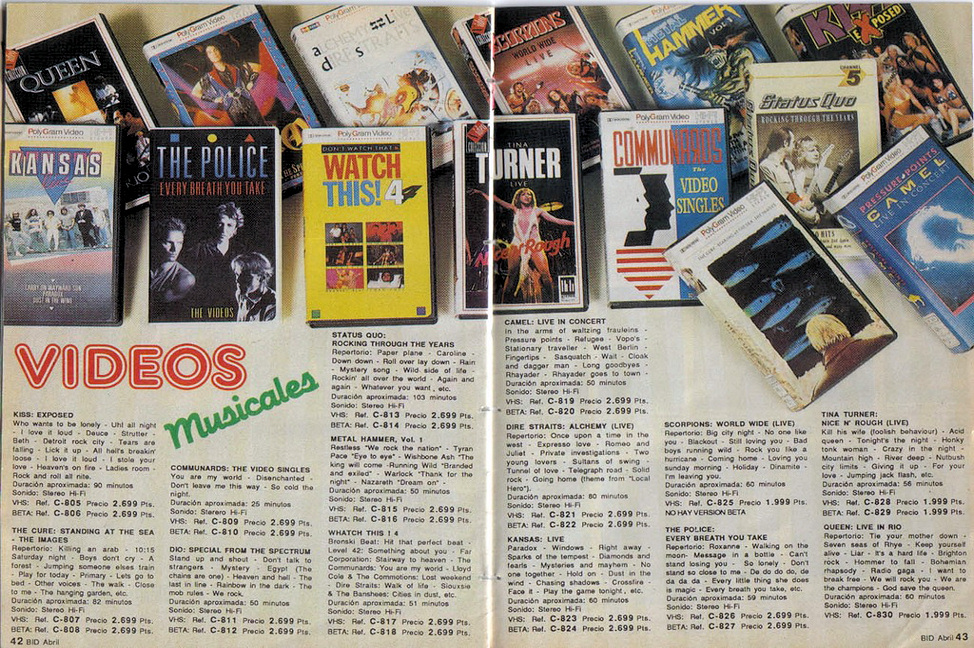 QUEEN
PolyGram Video
PolyGram Video
PolyGram Video
ALCHEMY
DIRE STRAITS
SCORPIONS
WORLD WIDE
LIVE
METAL
HAMMER
VOL. 1
KISS
EXPOSED
CHANNEL
5
Status Quo
ROCKING THROUGH THE YEARS
PolyGram Video
KANSAS
Live
CARRY ON WAYWARD SON
PARADOX
DUST IN THE WIND
THE POLICE
EVERY BREATH YOU TAKE
THE VIDEOS
PolyGram Video
DON'T WATCH THAT
WATCH
THIS! 4
TINA
TURNER
LIVE
Nice 'n' Rough
PolyGram Video
COMMUNARDS
The
VIDEO
SINGLES
PolyGram Video
PRESSURE POINTS
CAMEL
LIVE IN CONCERT
VIDEOS
Musicales
KISS: EXPOSED
Who wants to be lonely - Uhl all night
- I love it loud - Deuce - Strutter -
Beth - Detroit rock city - Tears are
falling - Lick it up - All hell's breakin'
loose - I love it loud - I stole your
love - Heaven's on fire - Ladies room -
Rock and roll all nite.
Duración aproximada: 90 minutos
Sonido: Stereo Hi-Fi
VHS: Ref. C-805 Precio 2.699 Pts.
BETA: Ref. C-806 Precio 2.699 Pts.
THE CURE: STANDING AT THE SEA
- THE IMAGES
Repertorio: Killing an arab - 10:15
Saturday night - Boys don't cry - A
forest - Jumping someone elses train
- Play for today - Primary - Lets go to
bed - Other voices - The walk - Close
to me - The hanging garden, etc.
Duración aproximada: 82 minutos
Sonido: Stereo Hi-Fi
VHS: Ref. C-807 Precio 2.699 Pts.
BETA: Ref. C-808 Precio 2.699 Pts.
42 BID Abril
COMMUNARDS: THE VIDEO SINGLES
You are my world - Disenchanted -
Don't leave me this way - So cold the
night.
Duración aproximada: 25 minutos
Sonido: Sterero Hi-Fi
VHS: Ref. C-809 Precio 2.699 Pts.
BETA: Ref. C-810 Precio 2.699 Pts.
DIO: SPECIAL FROM THE SPECTRUM
Stand up and shout - Don't talk to
strangers - Mystery - Egypt (The
chains are one) - Heaven and hell - The
last in line - Rainbow in the dark - The
mob rules - We rock.
Duración aproximada: 50 minutos
Sonido: Stereo Hi-Fi
VHS: Ref. C-811 Precio 2.699 Pts.
BETA: Ref. C-812 Precio 2.699 Pts.
STATUS QUO:
ROCKING THROUGH THE YEARS
Repertorio: Paper plane - Caroline -
Down down - Roll over lay down - Rain
- Mystery song - Wild side of life -
Rockin' all over the world - Again and
again - Whatever you want, etc.
Duración aproximada: 103 minutos
Sonido: Stereo Hi-Fi
VHS: Ref. C-813 Precio 2.699 Pts.
BETA: Ref. C-814 Precio 2.699 Pts.
METAL HAMMER, Vol. 1
Restless "We rock the nation" - Tyran
Pace "Eye to eye" - Wishbone Ash "The
king will come - Running Wild "Branded
and exiled" - Warlock "Thank for the
night" - Nazareth "Dream on" -
Duración aproximada: 50 minutos
Sonido: Stereo Hi-Fi
VHS: Ref. C-815 Precio 2.699 Pts.
BETA: Ref. C-816 Precio 2.699 Pts.
WHATCH THIS ! 4
Bronski Beat: Hit that perfect beat -
Level 42: Something about you - Far
Corporation: Stairway to heaven - The
Communards: You are my world - Lloyd
Cole & The Commotions: Lost weekend
- Dire Straits: Walk of life - Siouxsie
& The Banshees: Cities in dust, etc.
Duración aproximada: 51 minutos
Sonido: Stereo Hi-Fi
VHS: Ref. C-817 Precio 2.699 Pts.
BETA: Ref. C-818 Precio 2.699 Pts.
CAMEL: LIVE IN CONCERT
In the arms of waltzing frauleins -
Pressure points - Refugee - Vopo's -
Stationary traveller - West Berlin -
Fingertips - Sasquatch - Wait - Cloak
and dagger man - Long goodbyes -
Rhayader - Rhayader goes to town -
Duración aproximada: 50 minutos
Sonido: Stereo Hi-Fi
VHS: Ref. C-819 Precio 2.699 Pts.
BETA: Ref. C-820 Precio 2.699 Pts.
DIRE STRAITS: ALCHEMY (LIVE)
Repertorio: Once upon a time in the
west - Expresso love - Romeo and
Juliet - Private investigations - Two
young lovers - Sultans of swing -
Tunnel of love - Telegraph road - Solid
rock - Going home (theme from "Local
Hero").
Duración aproximada: 80 minutos
Sonido: Stereo Hi-Fi
VHS: Ref. C-821 Precio 2.699 Pts.
BETA: Ref. C-822 Precio 2.699 Pts.
KANSAS: LIVE
Paradox - Windows - Right away -
Sparks of the tempest - Diamonds and
fearls - Misteries and mayhem - No
one together - Hold on - Dust in the
wind - Chasing shadows - Crossfire -
Face it - Play the game tonight, etc.
Duración aproximada: 60 minutos
Sonido: Stereo Hi-Fi
VHS: Ref. C-823 Precio 2.699 Pts.
BETA: Ref. C-824 Precio 2.699 Pts.
SCORPIONS: WORLD WIDE (LIVE)
Repertorio: Big city night - No one like
you - Blackout - Still loving you - Bad
boys running wild - Rock you like a
hurricane - Coming home - Loving you
sunday morning - Holiday - Dinamite -
I'm leaving you.
Duración aproximada: 60 minutos
Sonido: Stereo Hi-Fi
VHS: Ref. C-825 Precio 1.999 Pts.
NO HAY VERSION BETA
THE POLICE:
EVERY BREATH YOU TAKE
Repertorio: Roxanne - Walking on the
moon- Message in a bottle - Can't
stand losing you - So lonely - Don't
stand so close to me - De do do do, de
da da da - Every little thing she does
is magic - Every breath you take, etc.
Duración aproximada: 59 minutos
Sonido: Stereo Hi-Fi
VHS: Ref. C-826 Precio 2.699 Pts.
BETA: Ref. C-827 Precio 2.699 Pts.
TINA TURNER:
NICE N' ROUGH (LIVE)
Kill his wife (foolish behaviour) - Acid
queen - Tonight's the night - Honky
tonk woman - Crazy in the night -
Mountain high - River deep - Nutbush
city limits - Giving it up - For your
love - Jumping jack flash, etc.
Duración aproximada: 56 minutos
Sonido: Stereo Hi-Fi
VHS: Ref. C-828 Precio 1.999 Pts.
BETA: Ref. C-829 Precio 1.999 Pts.
QUEEN: LIVE IN RIO
Repertorio: Tie your mother down -
Seven seas of Rhye - Keep yourself
alive - Liar - It's a hard life - Brighton
rock - Hommer to fall - Bohemian
rhapsody - Radio gaga - I want to
break free - We will rock you - We are
the champions - God save the queen.
Duración aproximada: 60 minutos
Sonido: Stereo Hi-Fi
VHS: Ref. C-830 Precio 1.999 Pts.
BID Abril 43